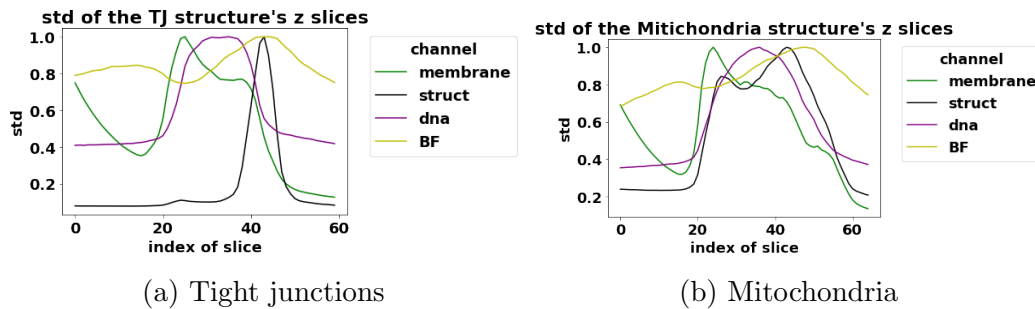 std of the TJ structure's z slices
std
1.0
0.8
0.6
0.4
0.2
0
20
40
60
index of slice
channel
membrane
struct
dna
BF
(a) Tight junctions
std of the Mitichondria structure's z slices
std
1.0
0.8
0.6
0.4
0.2
0
20
40
60
index of slice
channel
membrane
struct
dna
BF
(b) Mitochondria